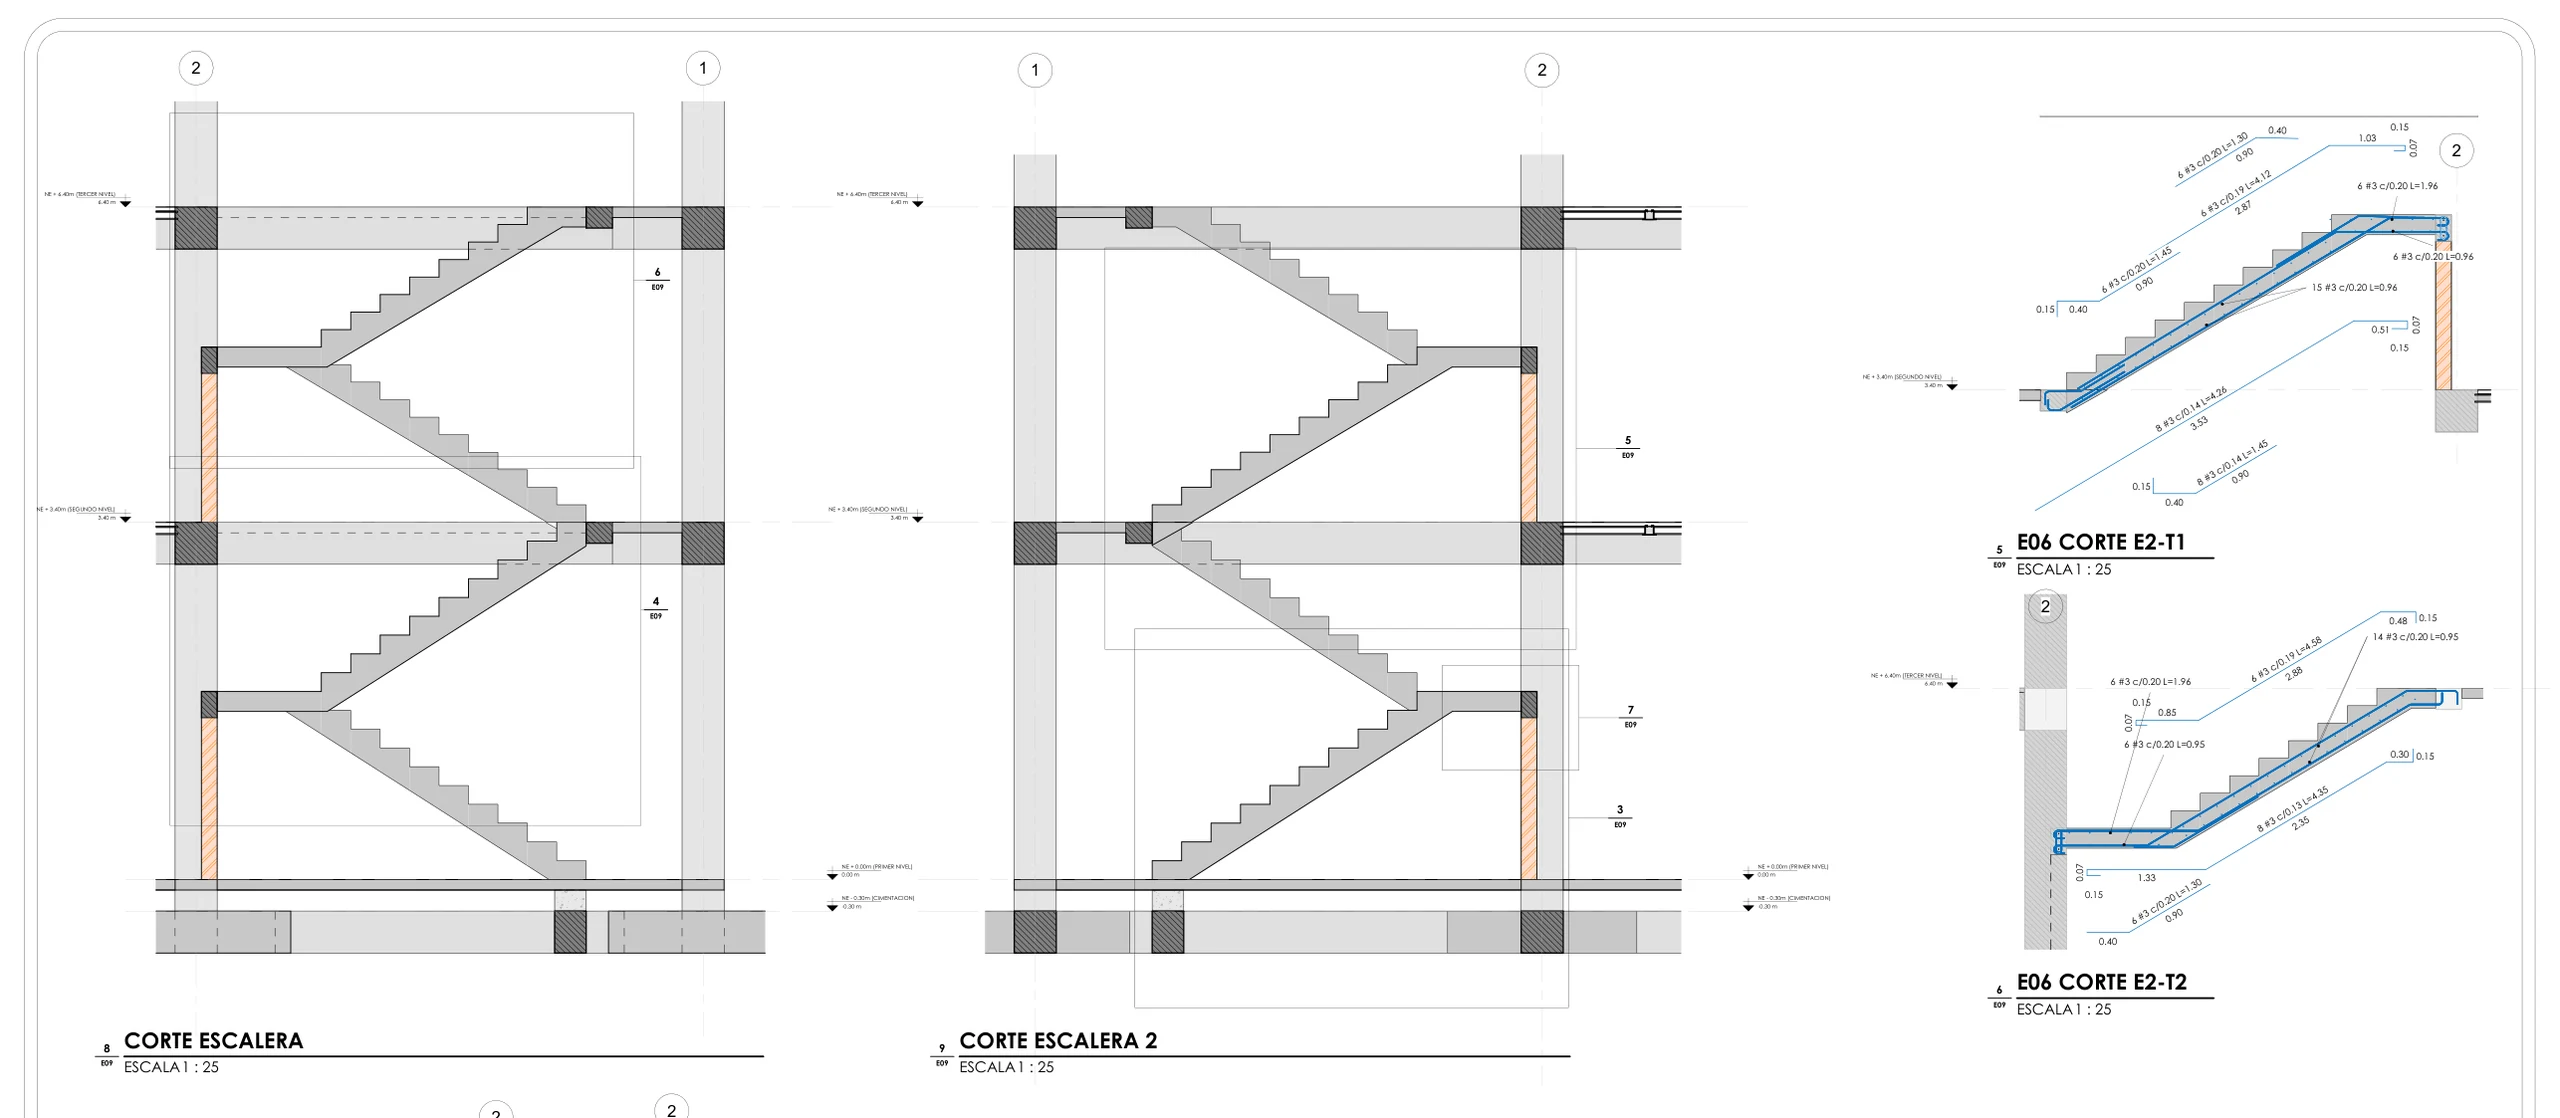 2
1
NE + 6.40m (TERCER NIVEL)
6.40 m
6
E09
NE + 3.40m (SEGUNDO NIVEL)
3.40 m
4
E09
NE + 0.00m (PRIMER NIVEL)
0.00 m
NE - 0.30m (CIMENTACION)
-0.30 m
8
E09
CORTE ESCALERA
ESCALA 1 : 25
1
2
NE + 6.40m (TERCER NIVEL)
6.40 m
5
E09
NE + 3.40m (SEGUNDO NIVEL)
3.40 m
7
E09
3
E09
NE + 0.00m (PRIMER NIVEL)
0.00 m
NE - 0.30m (CIMENTACION)
-0.30 m
9
E09
CORTE ESCALERA 2
ESCALA 1 : 25
6 #3 c/0.20 L=1.30
0.40
0.90
1.03
0.15
0.07
2
6 #3 c/0.19 L=4.12
2.87
6 #3 c/0.20 L=1.96
6 #3 c/0.20 L=1.45
0.90
0.15
0.40
6 #3 c/0.20 L=0.96
15 #3 c/0.20 L=0.96
0.51
0.07
0.15
NE + 3.40m (SEGUNDO NIVEL)
3.40 m
8 #3 c/0.14 L=4.26
3.53
8 #3 c/0.14 L=1.45
0.90
0.15
0.40
5
E09
E06 CORTE E2-T1
ESCALA 1 : 25
2
0.48
0.15
14 #3 c/0.20 L=0.95
6 #3 c/0.19 L=4.58
2.88
NE + 6.40m (TERCER NIVEL)
6.40 m
6 #3 c/0.20 L=1.96
0.15
0.85
0.07
6 #3 c/0.20 L=0.95
0.30
0.15
8 #3 c/0.13 L=4.35
2.35
0.07
1.33
0.15
6 #3 c/0.20 L=1.30
0.90
0.40
6
E09
E06 CORTE E2-T2
ESCALA 1 : 25
2
2